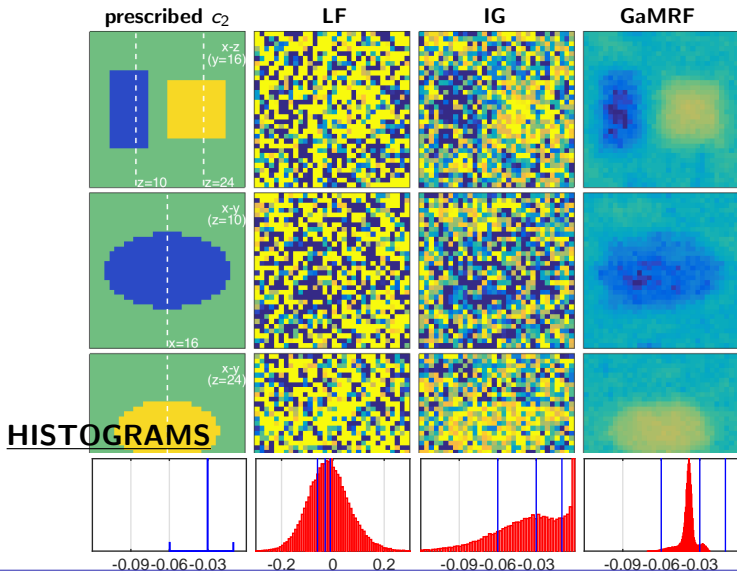 prescribed c₂ LF IG GaMRF
x-z
(y=16)
z=10 z=24
x-y
(z=10)
x=16
x-y
(z=24)
HISTOGRAMS
-0.09-0.06-0.03 -0.2 0 0.2 -0.09-0.06-0.03 -0.09-0.06-0.03